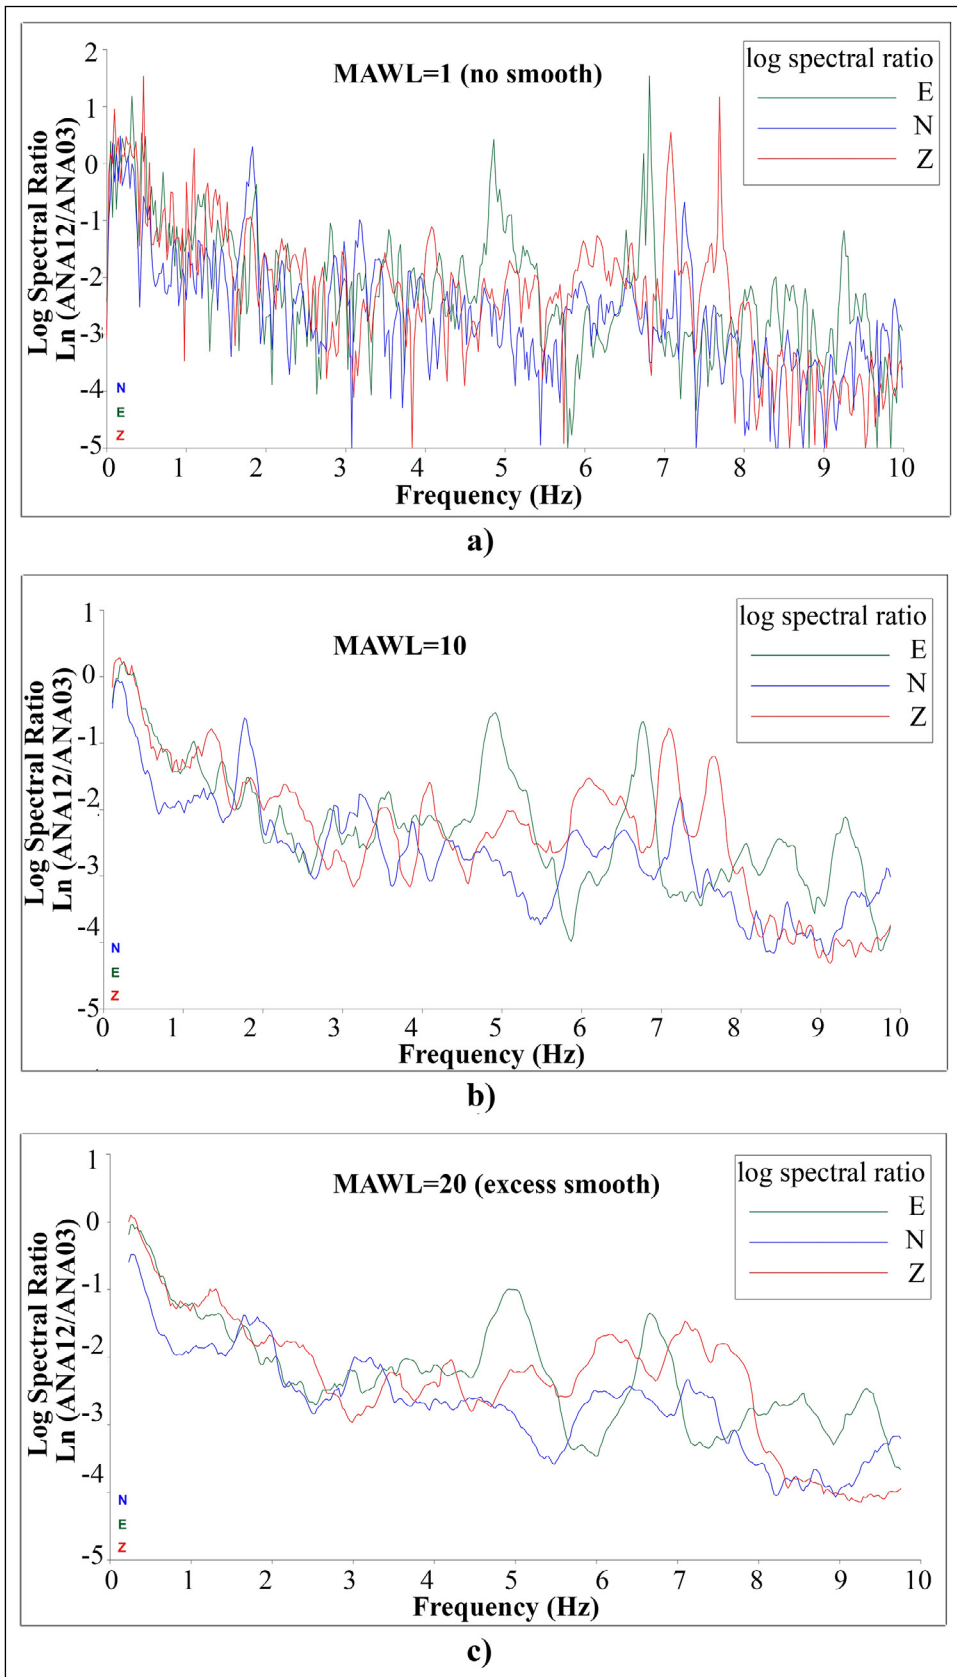 MAWL=1 (no smooth)
log spectral ratio
E
N
Z
Log Spectral Ratio
Ln (ANA12/ANA03)
2
1
0
-1
-2
-3
-4
-5
N
E
Z
0 1 2 3 4 5 6 7 8 9 10
Frequency (Hz)
a)
MAWL=10
log spectral ratio
E
N
Z
Log Spectral Ratio
Ln (ANA12/ANA03)
1
0
-1
-2
-3
-4
-5
N
E
Z
0 1 2 3 4 5 6 7 8 9 10
Frequency (Hz)
b)
MAWL=20 (excess smooth)
log spectral ratio
E
N
Z
Log Spectral Ratio
Ln (ANA12/ANA03)
1
0
-1
-2
-3
-4
-5
N
E
Z
0 1 2 3 4 5 6 7 8 9 10
Frequency (Hz)
c)